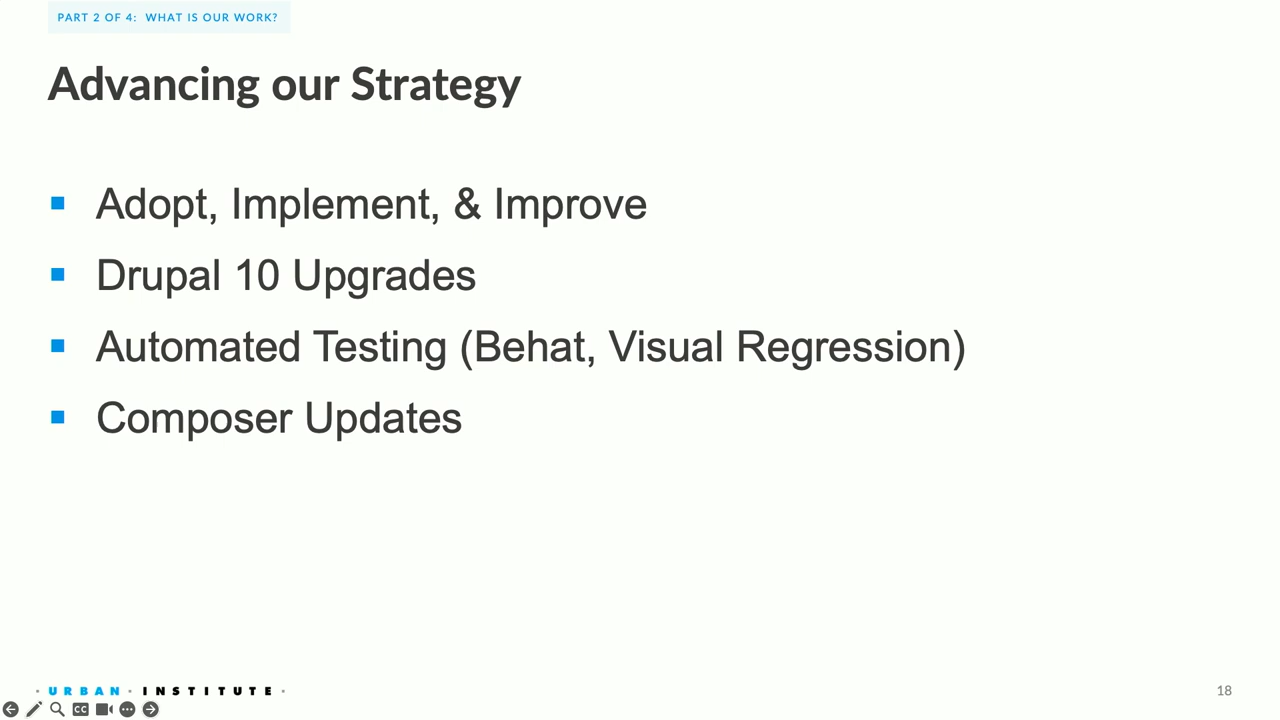 PART 2 OF 4: WHAT IS OUR WORK?
Advancing our Strategy
Adopt, Implement, & Improve
Drupal 10 Upgrades
Automated Testing (Behat, Visual Regression)
Composer Updates
· URBAN · INSTITUTE ·
18
CC